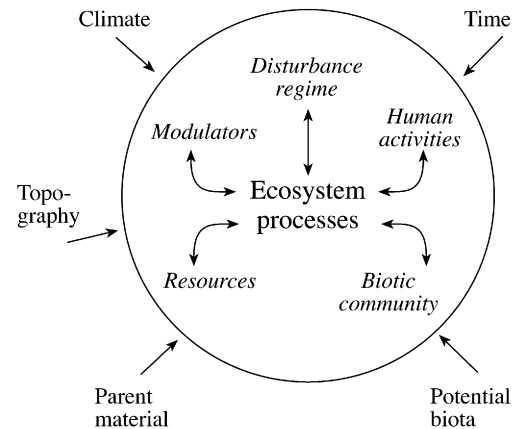 Climate
Time
Disturbance
regime
Modulators
Human
activities
Topo-
graphy
Ecosystem
processes
Resources
Biotic
community
Parent
material
Potential
biota